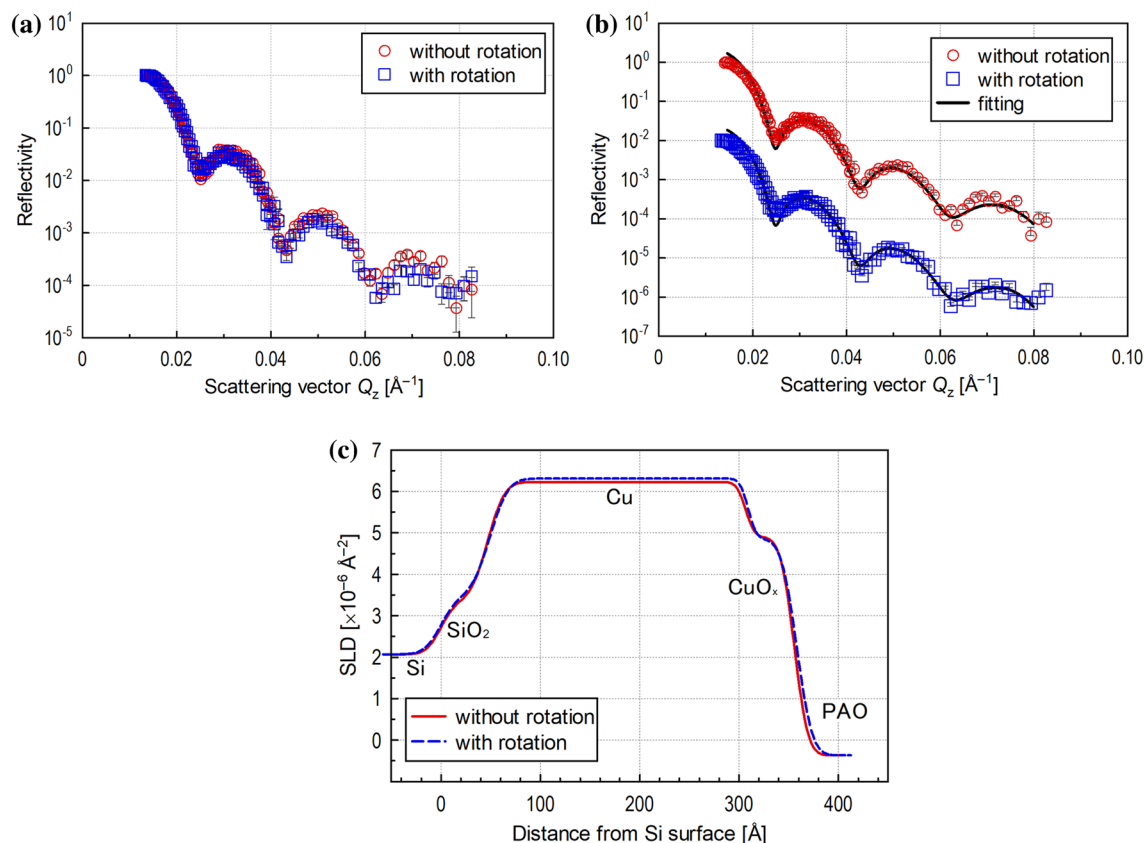 (a)
10¹
10⁰
10⁻¹
10⁻²
10⁻³
10⁻⁴
10⁻⁵
Reflectivity
without rotation
with rotation
0 0.02 0.04 0.06 0.08 0.10
Scattering vector Qz [Å⁻¹]
(b)
10¹
10⁰
10⁻¹
10⁻²
10⁻³
10⁻⁴
10⁻⁵
10⁻⁶
10⁻⁷
Reflectivity
without rotation
with rotation
fitting
0 0.02 0.04 0.06 0.08 0.10
Scattering vector Qz [Å⁻¹]
(c)
7
6
5
4
3
2
1
0
SLD [×10⁻⁶ Å⁻²]
Cu
CuOₓ
SiO₂
Si
PAO
without rotation
with rotation
0 100 200 300 400
Distance from Si surface [Å]